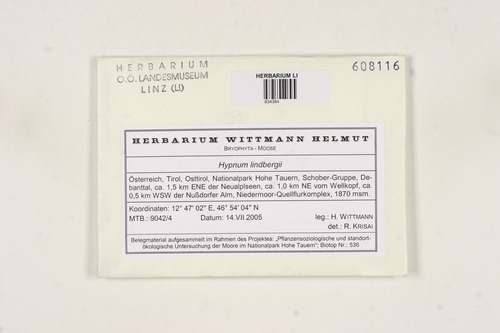 HERBARIUM
O.Ö. LANDESMUSEUM
LINZ (LI)
HERBARIUM LI
834384
608116
HERBARIUM WITTMANN HELMUT
BRYOPHYTA - MOOSE
Hypnum lindbergii
Österreich, Tirol, Osttirol, Nationalpark Hohe Tauern, Schober-Gruppe, De-
banttal, ca. 1,5 km ENE der Neualplseen, ca. 1,0 km NE vom Wellkopf, ca.
0,5 km WSW der Nußdorfer Alm, Niedermoor-Quellflurkomplex, 1870 msm.
Koordinaten: 12° 47' 02'' E, 46° 54' 04'' N
MTB.:·9042/4 Datum: 14.VII.2005 leg.: H. WITTMANN
det.: R. KRISAI
Belegmaterial aufgesammelt im Rahmen des Projektes: „Pflanzensoziologische und standort-
ökologische Untersuchung der Moore im Nationalpark Hohe Tauern"; Biotop Nr.: 536